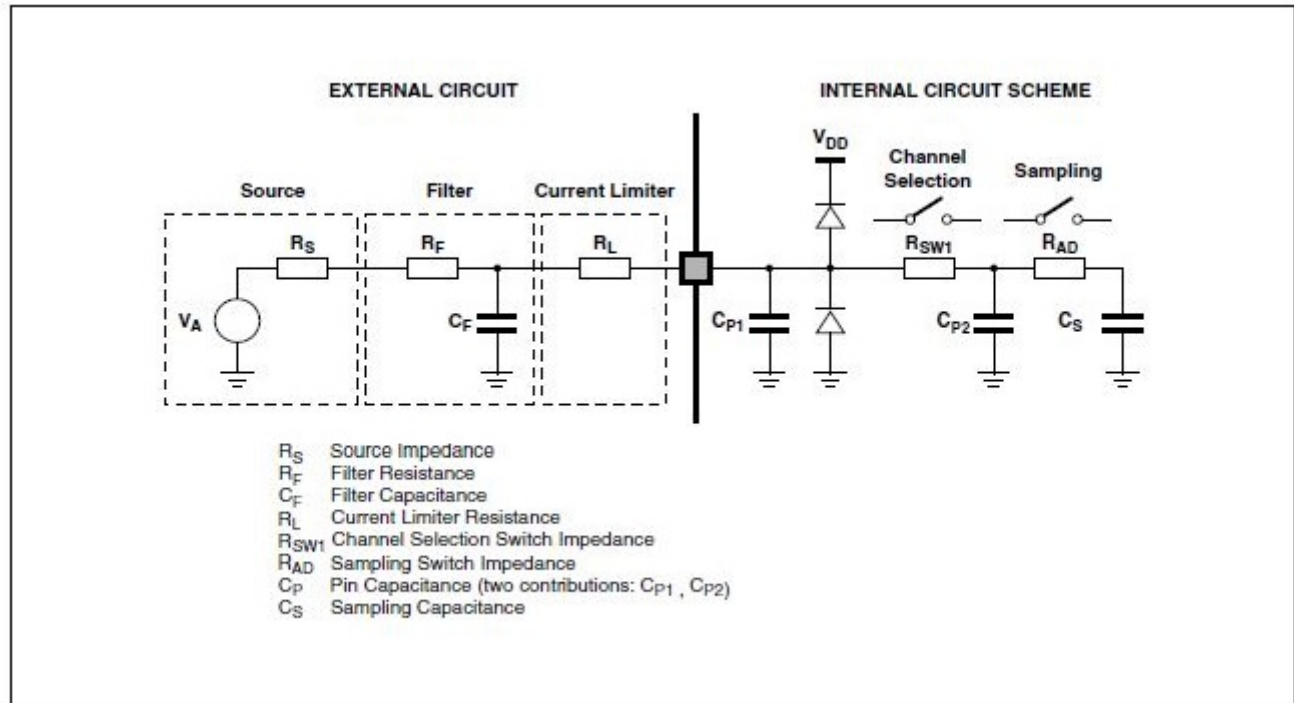 EXTERNAL CIRCUIT
INTERNAL CIRCUIT SCHEME
VDD
Channel
Selection
Sampling
Source
Filter
Current Limiter
RS
RF
RL
RSW1
RAD
VA
CF
CP1
CP2
CS
RS Source Impedance
RF Filter Resistance
CF Filter Capacitance
RL Current Limiter Resistance
RSW1 Channel Selection Switch Impedance
RAD Sampling Switch Impedance
CP Pin Capacitance (two contributions: CP1 , CP2)
CS Sampling Capacitance